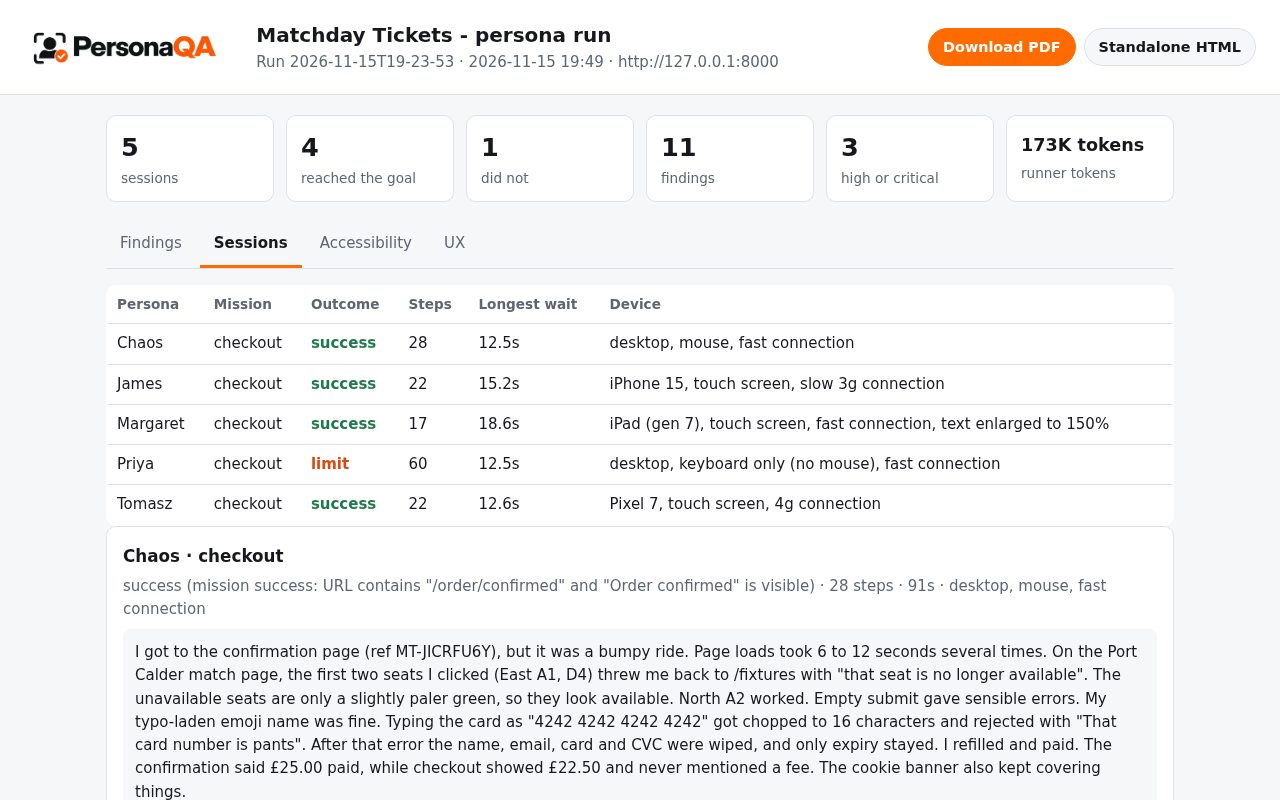 PersonaQA
Matchday Tickets - persona run
Run 2026-11-15T19-23-53 · 2026-11-15 19:49 · http://127.0.0.1:8000
Download PDF
Standalone HTML
5
sessions
4
reached the goal
1
did not
11
findings
3
high or critical
173K tokens
runner tokens
Findings Sessions Accessibility UX
Persona Mission Outcome Steps Longest wait Device
Chaos checkout success 28 12.5s desktop, mouse, fast connection
James checkout success 22 15.2s iPhone 15, touch screen, slow 3g connection
Margaret checkout success 17 18.6s iPad (gen 7), touch screen, fast connection, text enlarged to 150%
Priya checkout limit 60 12.5s desktop, keyboard only (no mouse), fast connection
Tomasz checkout success 22 12.6s Pixel 7, touch screen, 4g connection
Chaos · checkout
success (mission success: URL contains "/order/confirmed" and "Order confirmed" is visible) · 28 steps · 91s · desktop, mouse, fast
connection
I got to the confirmation page (ref MT-JICRFU6Y), but it was a bumpy ride. Page loads took 6 to 12 seconds several times. On the Port
Calder match page, the first two seats I clicked (East A1, D4) threw me back to /fixtures with "that seat is no longer available". The
unavailable seats are only a slightly paler green, so they look available. North A2 worked. Empty submit gave sensible errors. My
typo-laden emoji name was fine. Typing the card as "4242 4242 4242 4242" got chopped to 16 characters and rejected with "That
card number is pants". After that error the name, email, card and CVC were wiped, and only expiry stayed. I refilled and paid. The
confirmation said £25.00 paid, while checkout showed £22.50 and never mentioned a fee. The cookie banner also kept covering
things.